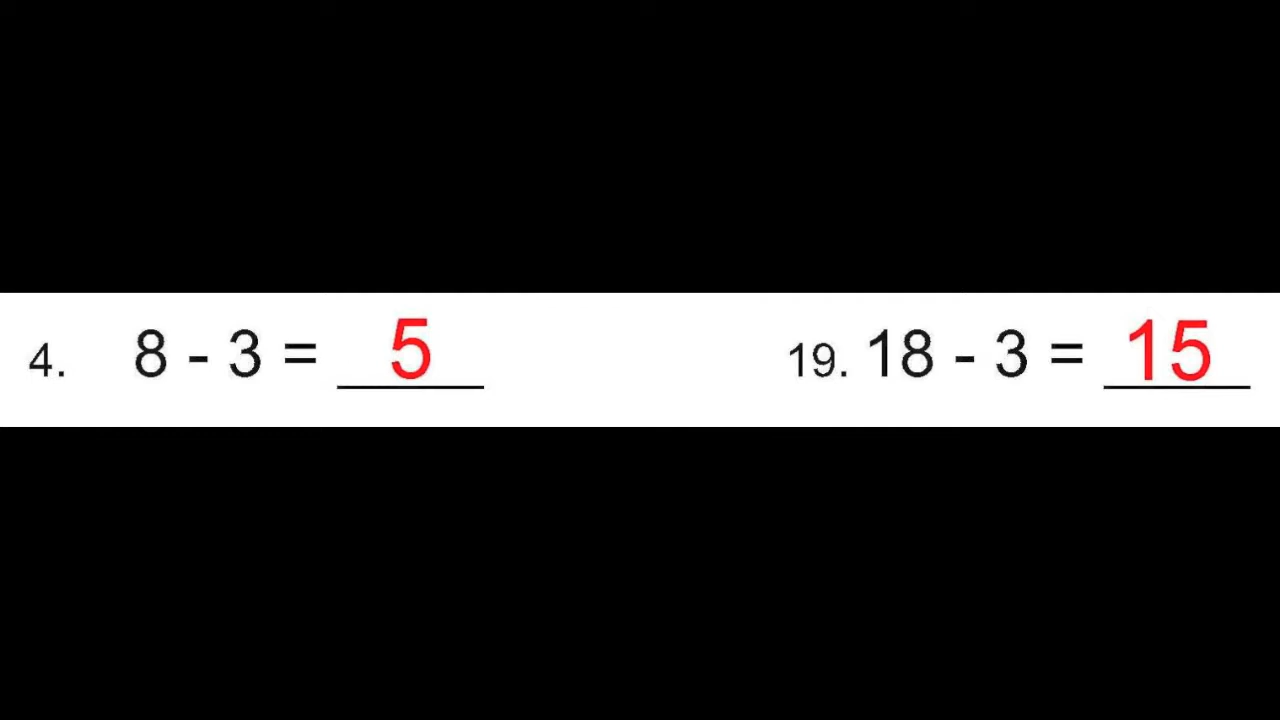 4. 8 - 3 = 5 19. 18 - 3 = 15